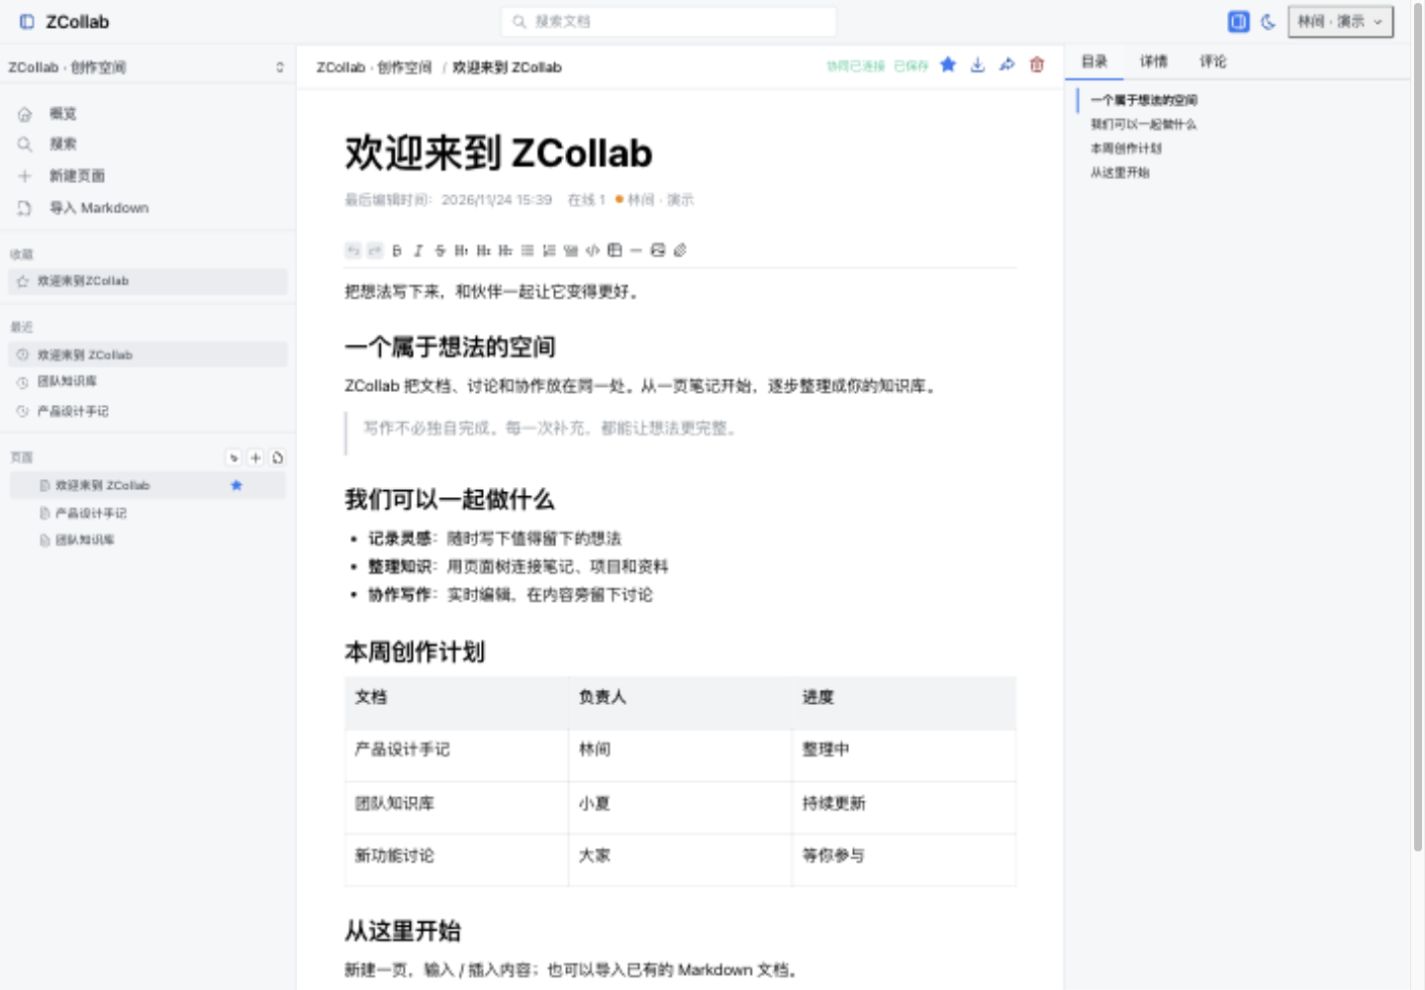 ZCollab
搜索文档
林间 · 演示
ZCollab · 创作空间
概览
搜索
新建页面
导入 Markdown
收藏
欢迎来到ZCollab
最近
欢迎来到 ZCollab
团队知识库
产品设计手记
页面
欢迎来到 ZCollab
产品设计手记
团队知识库
ZCollab · 创作空间 / 欢迎来到 ZCollab
协同已连接 已保存
欢迎来到 ZCollab
最后编辑时间：2026/11/24 15:39 在线 1 林间 · 演示
B I S H1 H2 H3
把想法写下来，和伙伴一起让它变得更好。
一个属于想法的空间
ZCollab 把文档、讨论和协作放在同一处。从一页笔记开始，逐步整理成你的知识库。
写作不必独自完成。每一次补充，都能让想法更完整。
我们可以一起做什么
• 记录灵感：随时写下值得留下的想法
• 整理知识：用页面树连接笔记、项目和资料
• 协作写作：实时编辑，在内容旁留下讨论
本周创作计划
文档 负责人 进度
产品设计手记 林间 整理中
团队知识库 小夏 持续更新
新功能讨论 大家 等你参与
从这里开始
新建一页，输入 / 插入内容；也可以导入已有的 Markdown 文档。
目录 详情 评论
一个属于想法的空间
我们可以一起做什么
本周创作计划
从这里开始